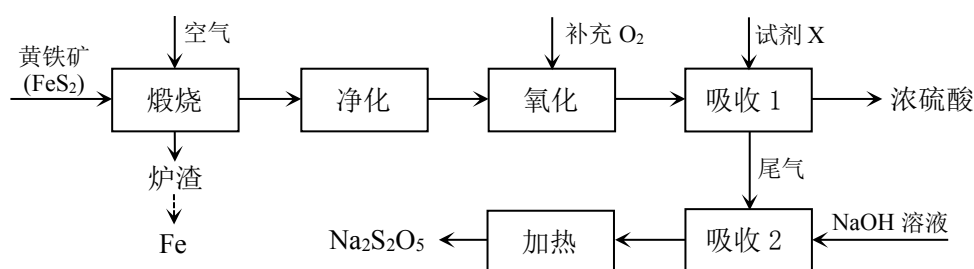 空气
补充 O₂
试剂 X
黄铁矿
(FeS₂)
煅烧
净化
氧化
吸收 1
浓硫酸
炉渣
尾气
Fe
Na₂S₂O₅
加热
吸收 2
NaOH 溶液